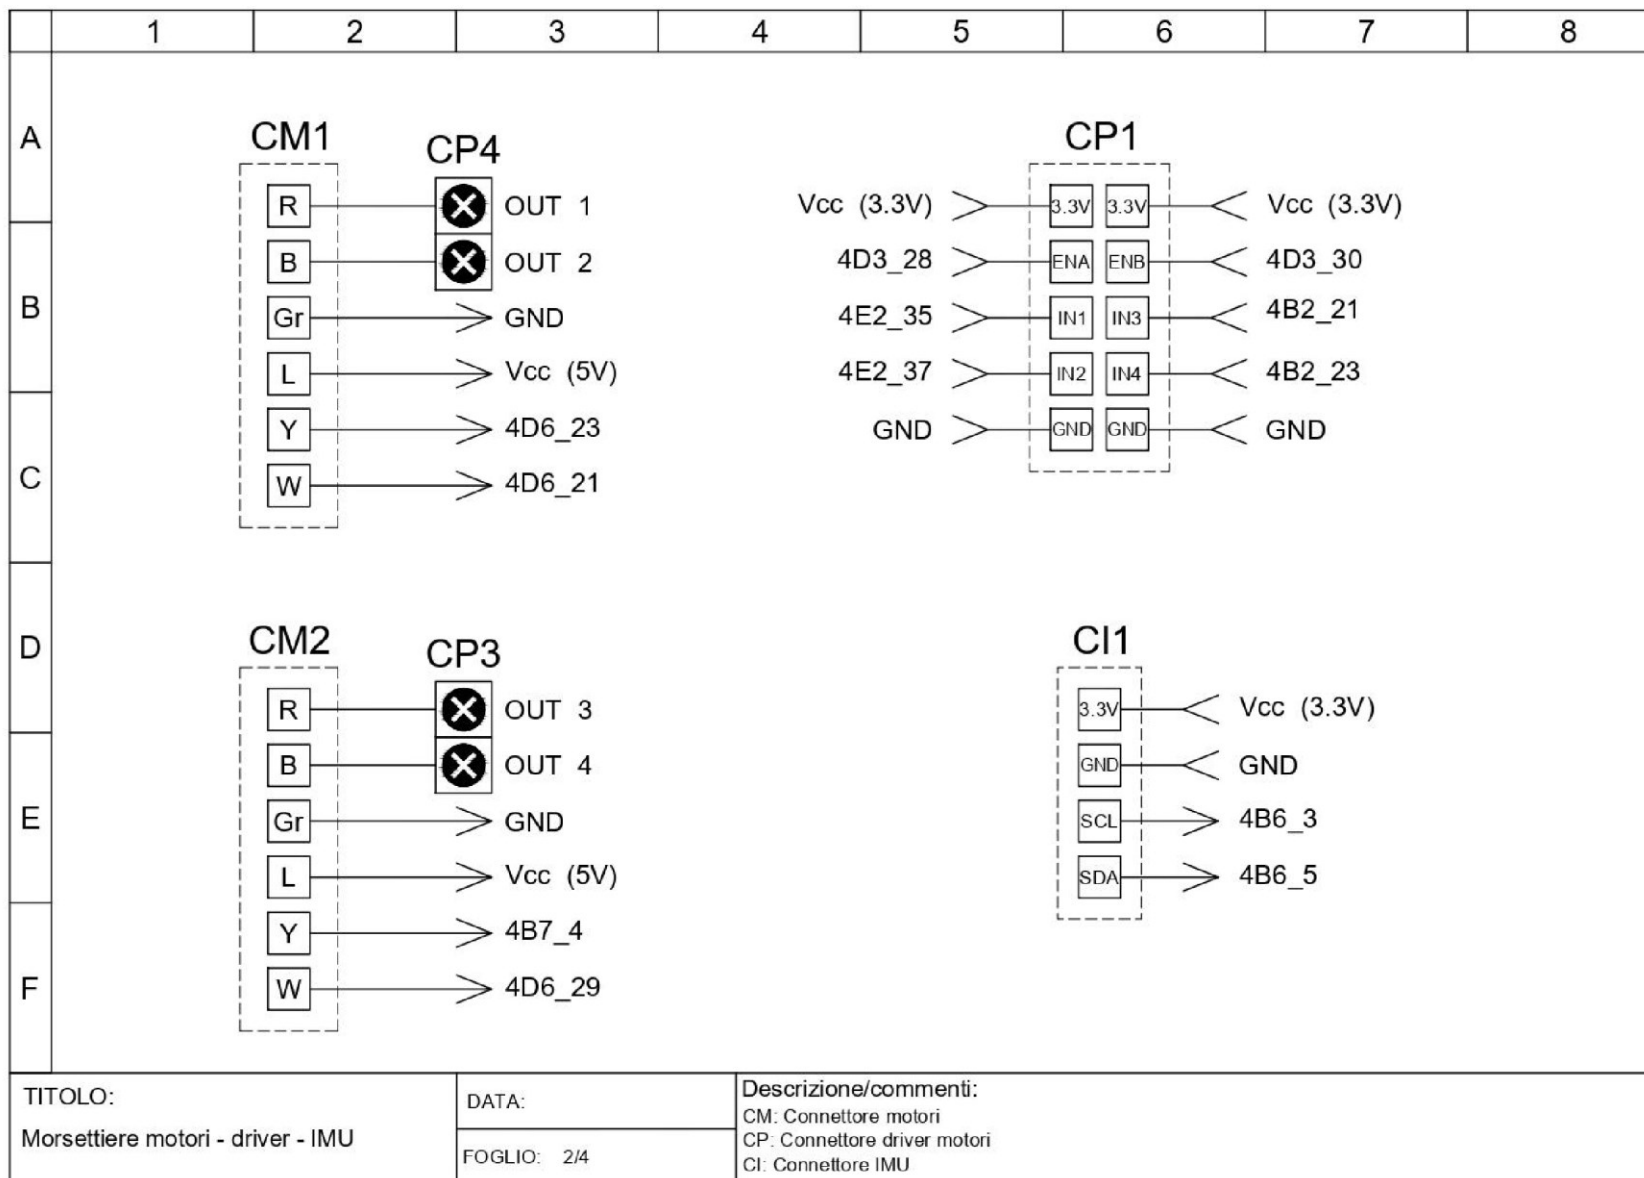 1 2 3 4 5 6 7 8
A
B
C
D
E
F
CM1
CP4
R OUT 1
B OUT 2
Gr GND
L Vcc (5V)
Y 4D6_23
W 4D6_21
CP1
Vcc (3.3V) 3.3V 3.3V Vcc (3.3V)
4D3_28 ENA ENB 4D3_30
4E2_35 IN1 IN3 4B2_21
4E2_37 IN2 IN4 4B2_23
GND GND GND GND
CM2
CP3
R OUT 3
B OUT 4
Gr GND
L Vcc (5V)
Y 4B7_4
W 4D6_29
CI1
3.3V Vcc (3.3V)
GND GND
SCL 4B6_3
SDA 4B6_5
TITOLO:
Morsettiere motori - driver - IMU
DATA:
FOGLIO: 2/4
Descrizione/commenti:
CM: Connettore motori
CP: Connettore driver motori
CI: Connettore IMU